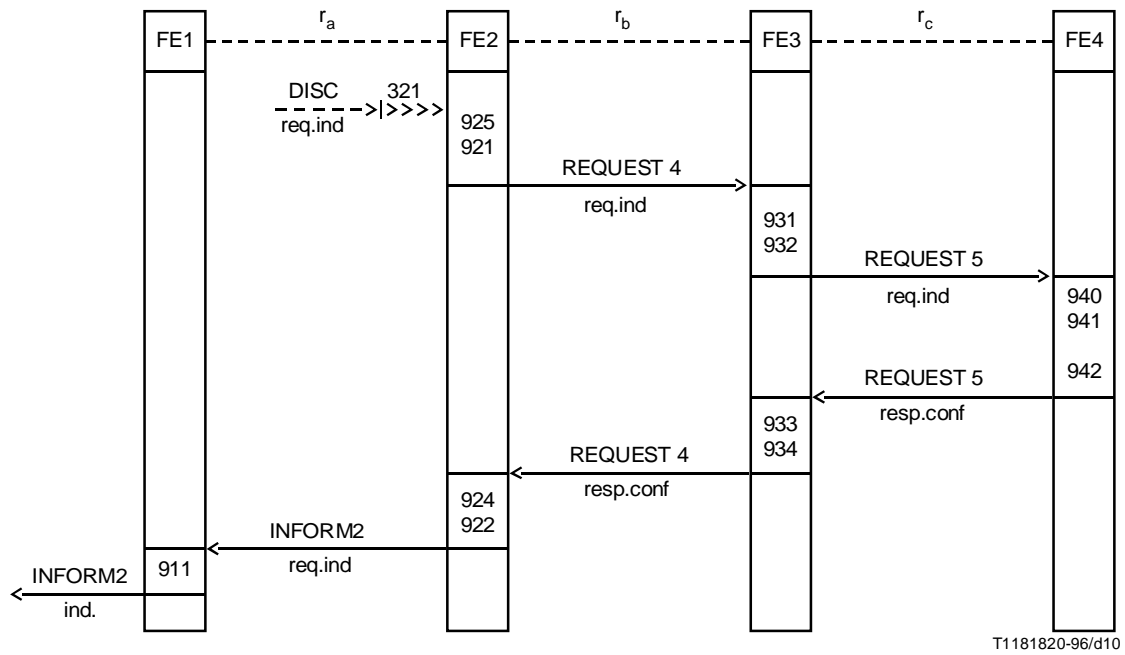 r_a
r_b
r_c
FE1
FE2
FE3
FE4
DISC
321
req.ind
925
921
REQUEST 4
req.ind
931
932
REQUEST 5
req.ind
940
941
942
REQUEST 5
resp.conf
933
934
REQUEST 4
resp.conf
924
922
INFORM2
req.ind
911
INFORM2
ind.
T1181820-96/d10